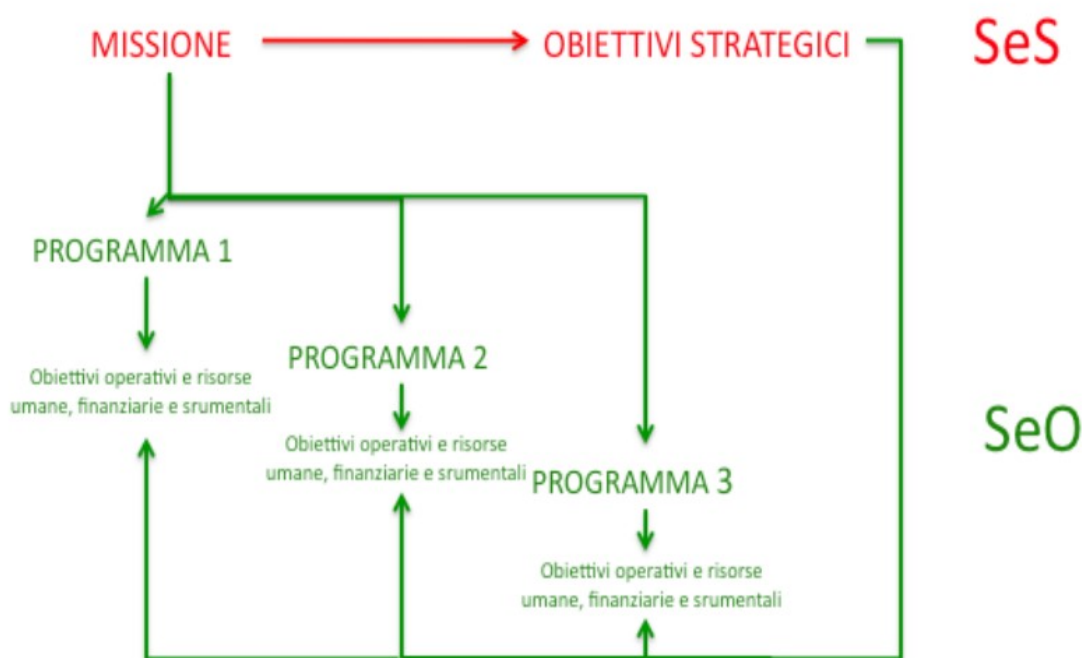 MISSIONE
OBIETTIVI STRATEGICI
SeS
PROGRAMMA 1
Obiettivi operativi e risorse
umane, finanziarie e srumentali
PROGRAMMA 2
Obiettivi operativi e risorse
umane, finanziarie e srumentali
SeO
PROGRAMMA 3
Obiettivi operativi e risorse
umane, finanziarie e srumentali